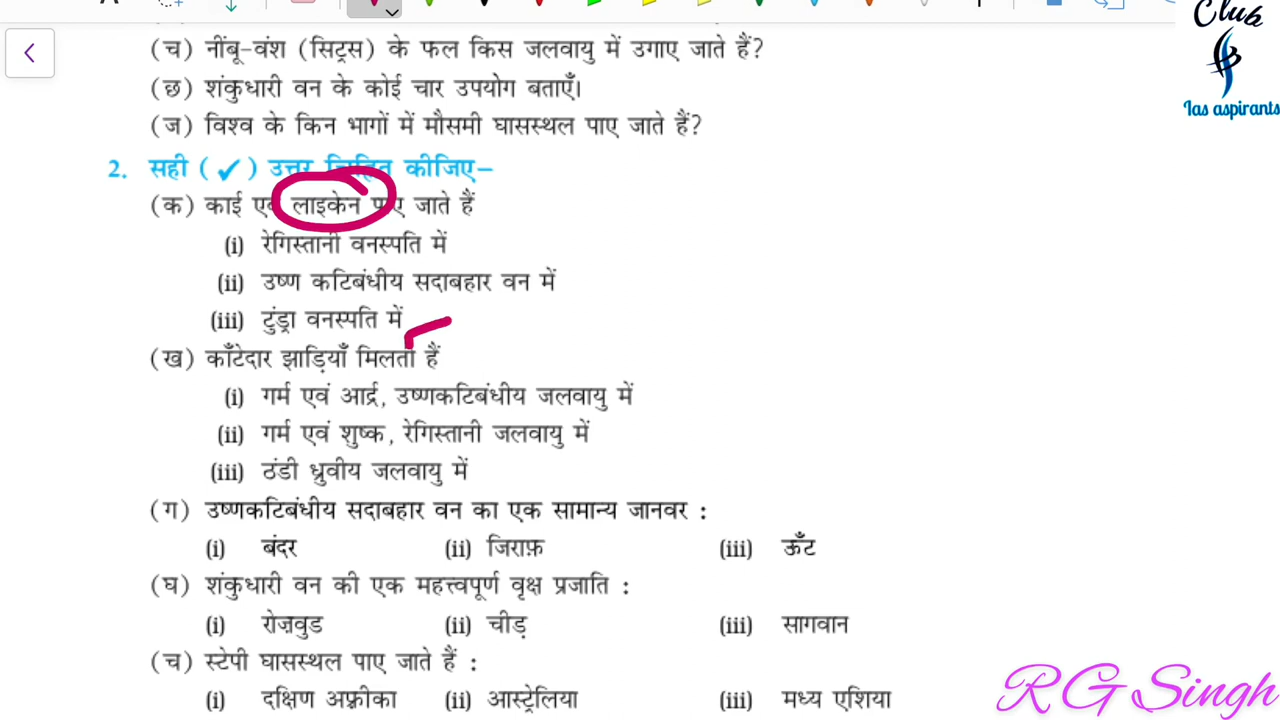 Club
(च) नींबू-वंश (सिट्रस) के फल किस जलवायु में उगाए जाते हैं?
(छ) शंकुधारी वन के कोई चार उपयोग बताएँ।
Ias aspirants
(ज) विश्व के किन भागों में मौसमी घासस्थल पाए जाते हैं?
2. सही (✓) उत्तर चिह्नित कीजिए–
(क) काई एवं लाइकेन पाए जाते हैं
(i) रेगिस्तानी वनस्पति में
(ii) उष्ण कटिबंधीय सदाबहार वन में
(iii) टुंड्रा वनस्पति में
(ख) काँटेदार झाड़ियाँ मिलती हैं
(i) गर्म एवं आर्द्र, उष्णकटिबंधीय जलवायु में
(ii) गर्म एवं शुष्क, रेगिस्तानी जलवायु में
(iii) ठंडी ध्रुवीय जलवायु में
(ग) उष्णकटिबंधीय सदाबहार वन का एक सामान्य जानवर :
(i) बंदर (ii) जिराफ़ (iii) ऊँट
(घ) शंकुधारी वन की एक महत्त्वपूर्ण वृक्ष प्रजाति :
(i) रोज़वुड (ii) चीड़ (iii) सागवान
(च) स्टेपी घासस्थल पाए जाते हैं :
(i) दक्षिण अफ़्रीका (ii) आस्ट्रेलिया (iii) मध्य एशिया
RG Singh